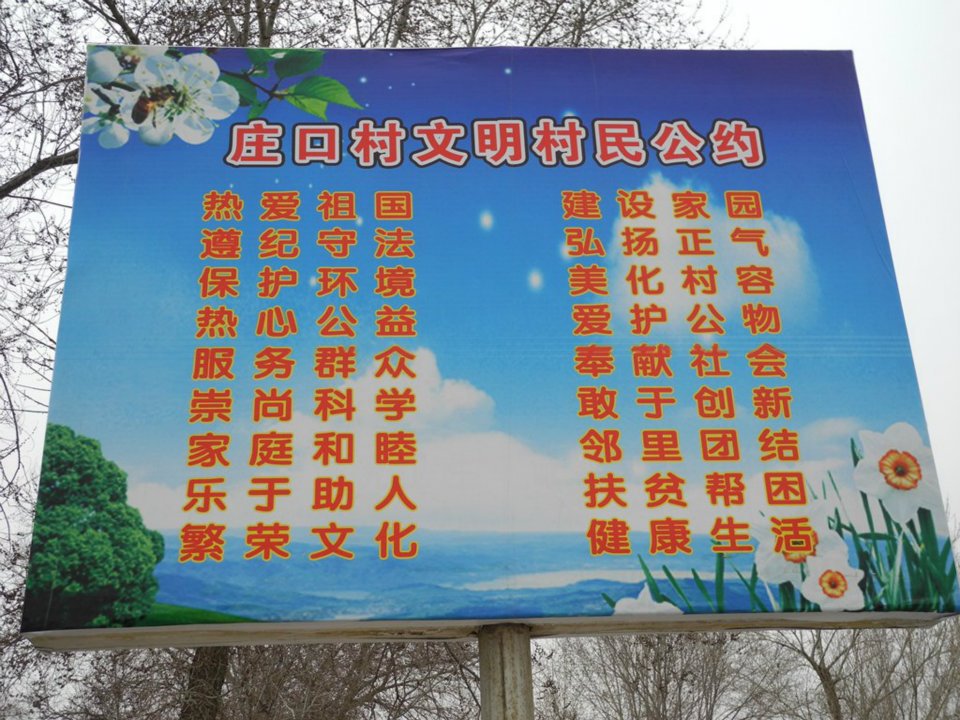 庄口村文明村民公约
热爱祖国 建设家园
遵纪守法 弘扬正气
保护环境 美化村容
热心公益 爱护公物
服务群众 奉献社会
崇尚科学 敢于创新
家庭和睦 邻里团结
乐于助人 扶贫帮困
繁荣文化 健康生活